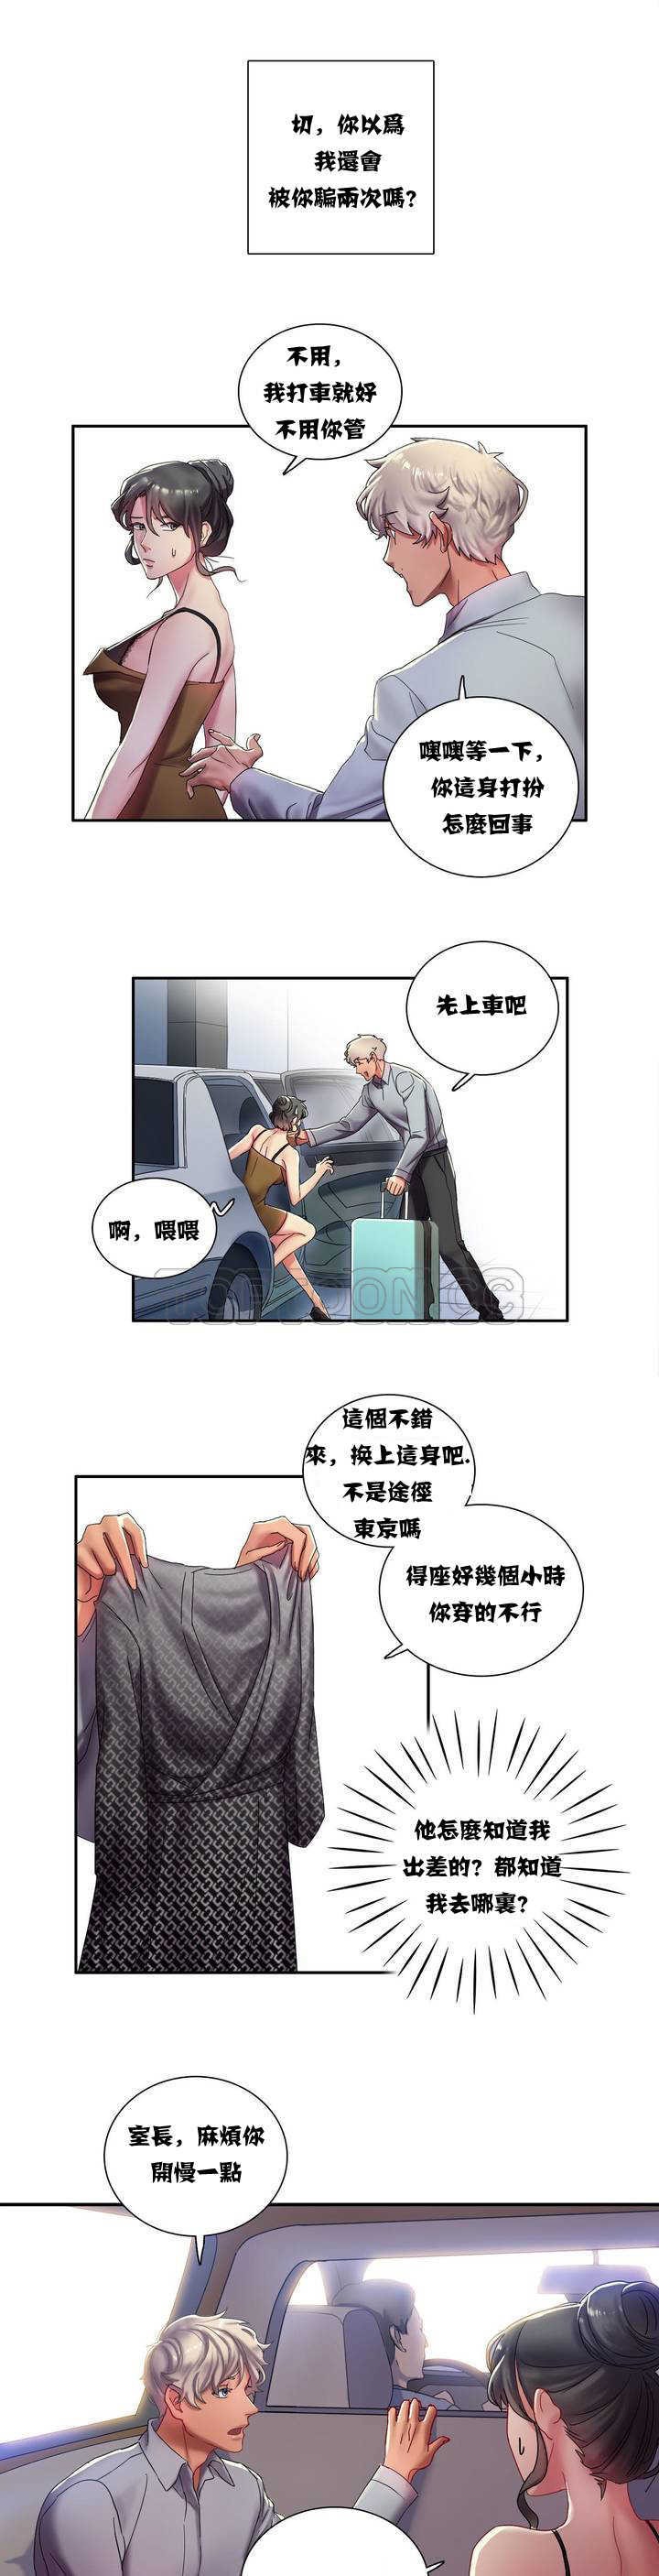 切，你以爲
我還會
被你騙兩次嗎？
不用，
我打車就好
不用你管
噢噢等一下，
你這身打扮
怎麼回事
先上車吧
啊，喂喂
TOPTOON.CC
這個不錯
來，換上這身吧.
不是途徑
東京嗎
得座好幾個小時
你穿的不行
他怎麼知道我
出差的？都知道
我去哪裏？
室長，麻煩你
開慢一點